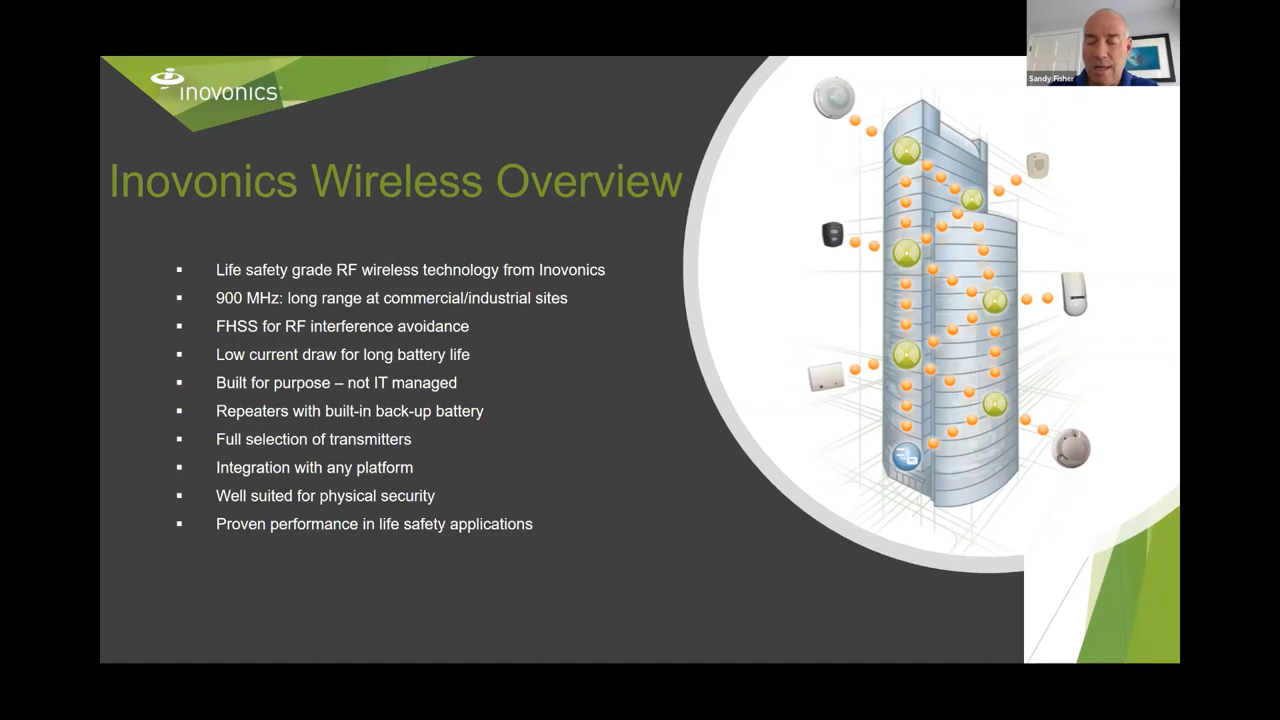 inovonics
Sandy Fisher
Inovonics Wireless Overview
▪ Life safety grade RF wireless technology from Inovonics
▪ 900 MHz: long range at commercial/industrial sites
▪ FHSS for RF interference avoidance
▪ Low current draw for long battery life
▪ Built for purpose – not IT managed
▪ Repeaters with built-in back-up battery
▪ Full selection of transmitters
▪ Integration with any platform
▪ Well suited for physical security
▪ Proven performance in life safety applications